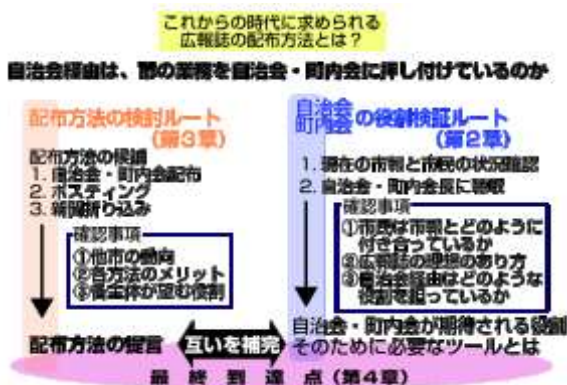 これからの時代に求められる
広報誌の配布方法とは？
自治会経由は、都の業務を自治会・町内会に押し付けているのか
配布方法の検討ルート
(第3章)
配布方法の候補
1. 自治会・町内会配布
2. ポスティング
3. 新聞折り込み
確認事項
①他市の動向
②各方法のメリット
③各主体が望む役割
配布方法の提言
自治会
町内会 の役割検証ルート
(第2章)
1. 現在の市報と市民の状況確認
2. 自治会・町内会長に聴取
確認事項
①市民は市報とどのように
付き合っているか
②広報誌の理想のあり方
③自治会経由はどのような
役割を担っているか
自治会・町内会が期待される役割
そのために必要なツールとは
互いを補完
最終到達点(第4章)